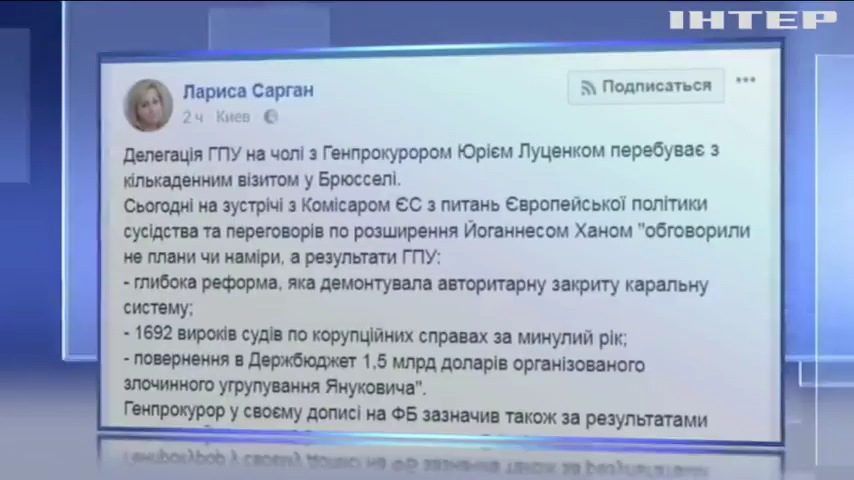 ІНТЕР
Лариса Сарган
2 ч · Киев
Подписаться
Делегація ГПУ на чолі з Генпрокурором Юрієм Луценком перебуває з
кількаденним візитом у Брюсселі.
Сьогодні на зустрічі з Комісаром ЄС з питань Європейської політики
сусідства та переговорів по розширення Йоганнесом Ханом "обговорили
не плани чи наміри, а результати ГПУ:
- глибока реформа, яка демонтувала авторитарну закриту каральну
систему;
- 1692 вироків судів по корупційних справах за минулий рік;
- повернення в Держбюджет 1,5 млрд доларів організованого
злочинного угрупування Януковича".
Генпрокурор у своєму дописі на ФБ зазначив також за результатами